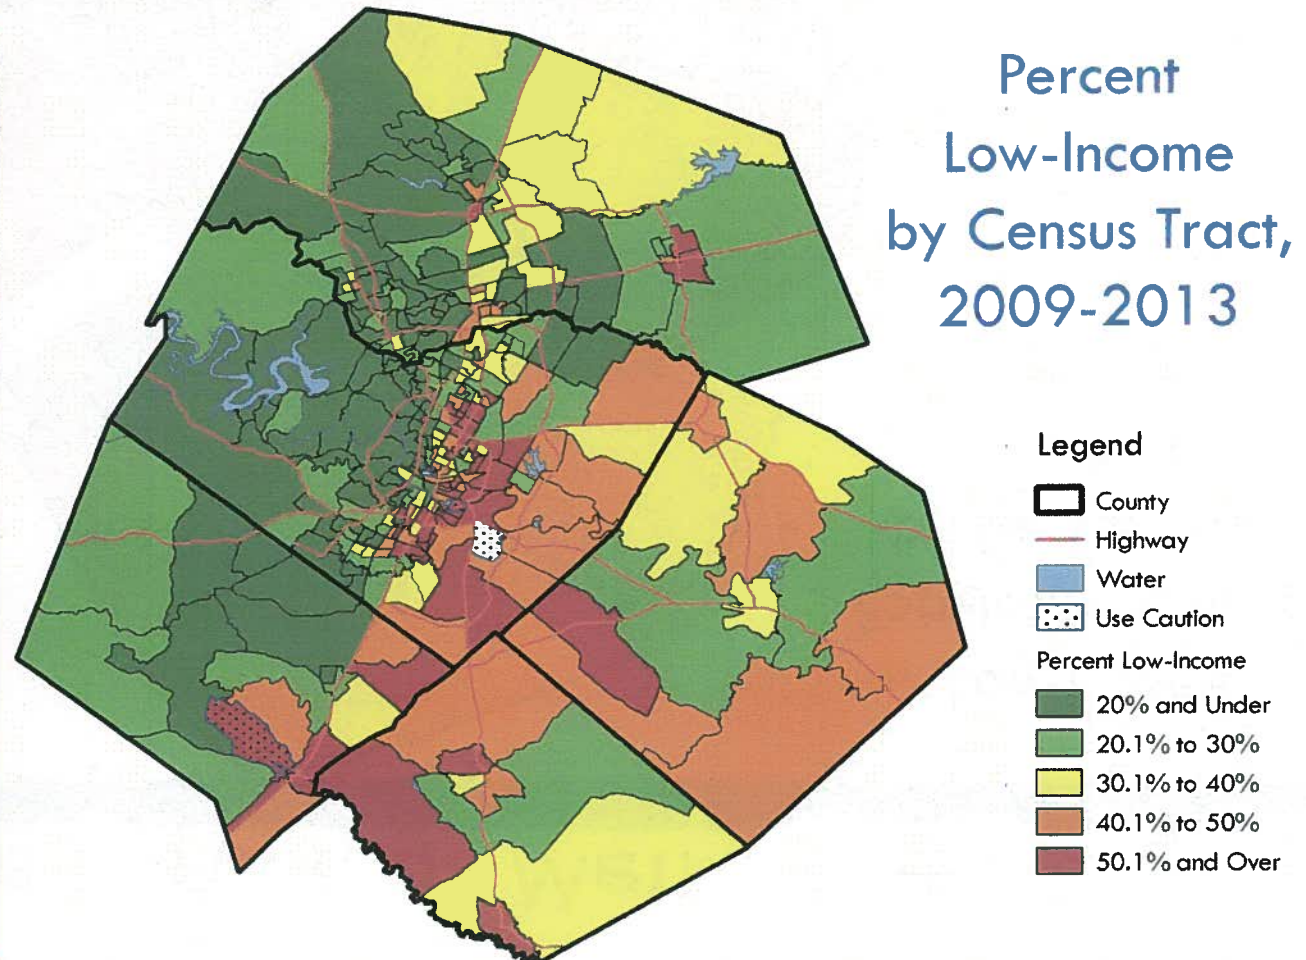 Percent
Low-Income
by Census Tract,
2009-2013
Legend
County
Highway
Water
Use Caution
Percent Low-Income
20% and Under
20.1% to 30%
30.1% to 40%
40.1% to 50%
50.1% and Over